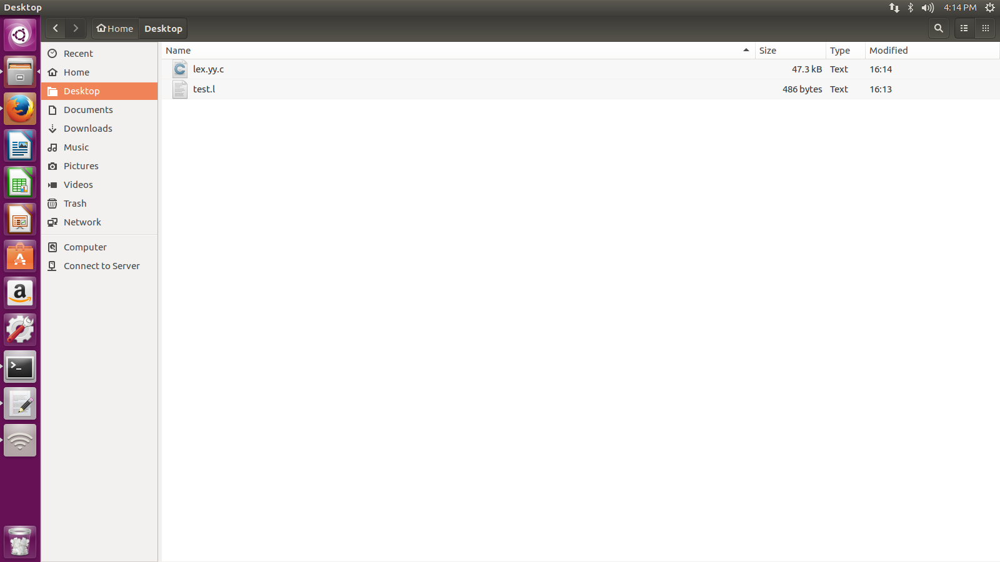 Desktop
4:14 PM
Home
Desktop
Name
Size
Type
Modified
lex.yy.c
47.3 kB
Text
16:14
test.l
486 bytes
Text
16:13
Recent
Home
Desktop
Documents
Downloads
Music
Pictures
Videos
Trash
Network
Computer
Connect to Server